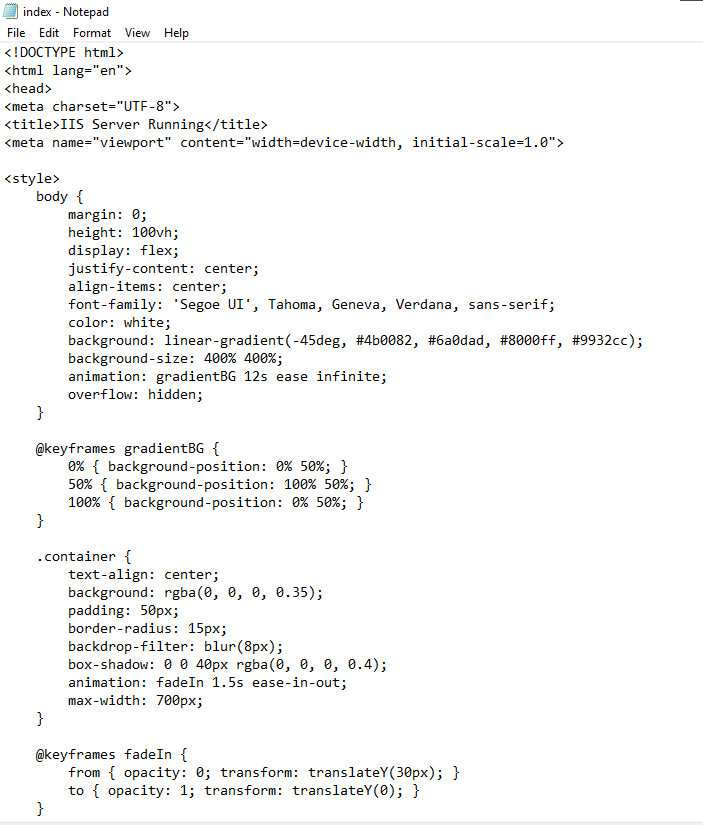 index - Notepad
File Edit Format View Help
<!DOCTYPE html>
<html lang="en">
<head>
<meta charset="UTF-8">
<title>IIS Server Running</title>
<meta name="viewport" content="width=device-width, initial-scale=1.0">

<style>
    body {
        margin: 0;
        height: 100vh;
        display: flex;
        justify-content: center;
        align-items: center;
        font-family: 'Segoe UI', Tahoma, Geneva, Verdana, sans-serif;
        color: white;
        background: linear-gradient(-45deg, #4b0082, #6a0dad, #8000ff, #9932cc);
        background-size: 400% 400%;
        animation: gradientBG 12s ease infinite;
        overflow: hidden;
    }

    @keyframes gradientBG {
        0% { background-position: 0% 50%; }
        50% { background-position: 100% 50%; }
        100% { background-position: 0% 50%; }
    }

    .container {
        text-align: center;
        background: rgba(0, 0, 0, 0.35);
        padding: 50px;
        border-radius: 15px;
        backdrop-filter: blur(8px);
        box-shadow: 0 0 40px rgba(0, 0, 0, 0.4);
        animation: fadeIn 1.5s ease-in-out;
        max-width: 700px;
    }

    @keyframes fadeIn {
        from { opacity: 0; transform: translateY(30px); }
        to { opacity: 1; transform: translateY(0); }
    }